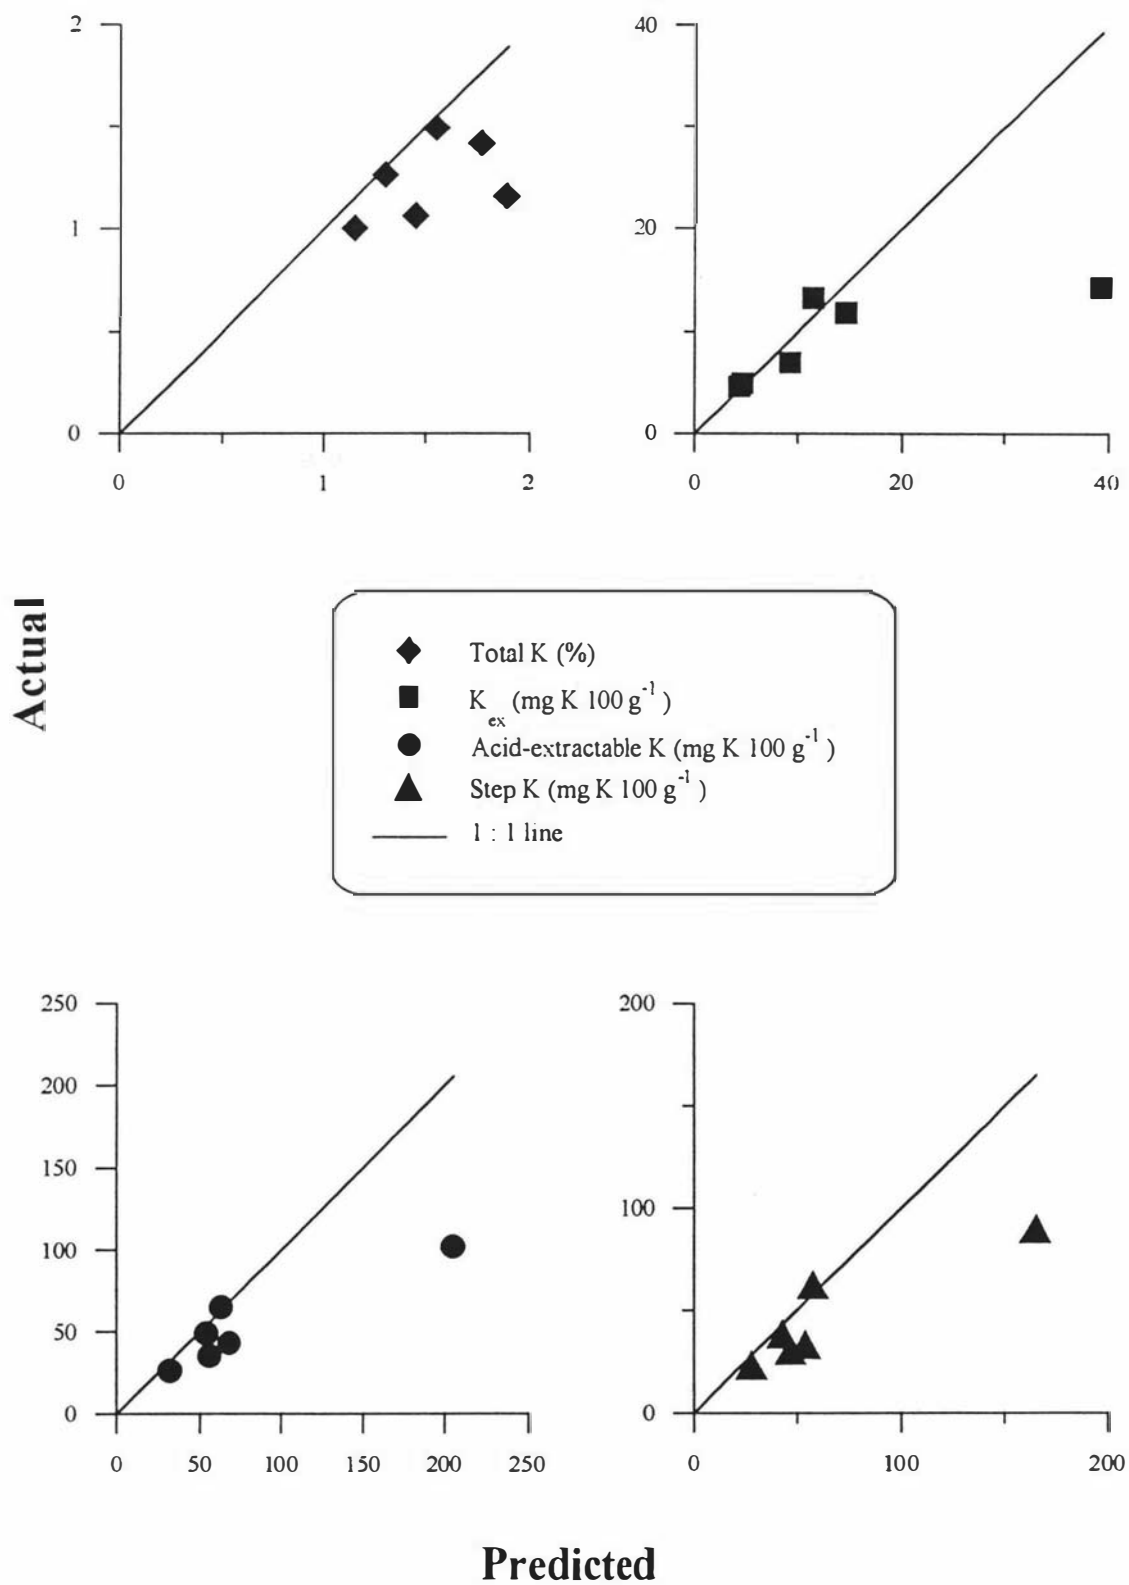 2
1
0
0 1 2
40
20
0
0 20 40
Actual
Total K (%)
K_ex (mg K 100 g^-1 )
Acid-extractable K (mg K 100 g^-1 )
Step K (mg K 100 g^-1 )
1 : 1 line
250
200
150
100
50
0
0 50 100 150 200 250
200
100
0
0 100 200
Predicted